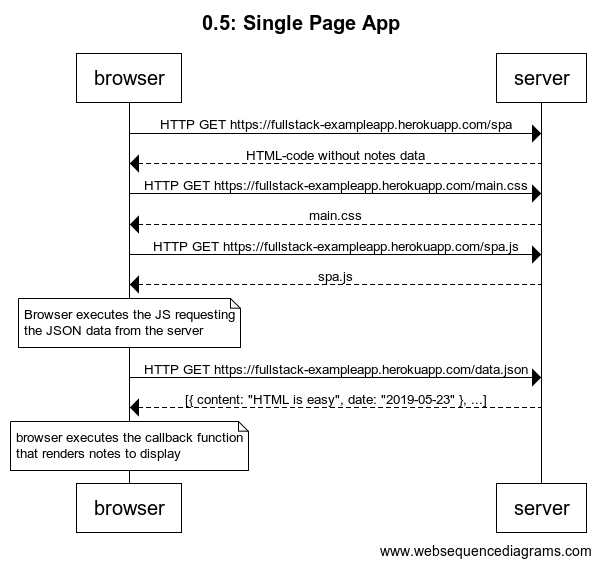 0.5: Single Page App
browser
server
HTTP GET https://fullstack-exampleapp.herokuapp.com/spa
HTML-code without notes data
HTTP GET https://fullstack-exampleapp.herokuapp.com/main.css
main.css
HTTP GET https://fullstack-exampleapp.herokuapp.com/spa.js
spa.js
Browser executes the JS requesting
the JSON data from the server
HTTP GET https://fullstack-exampleapp.herokuapp.com/data.json
[{ content: "HTML is easy", date: "2019-05-23" }, ...]
browser executes the callback function
that renders notes to display
browser
server
www.websequencediagrams.com